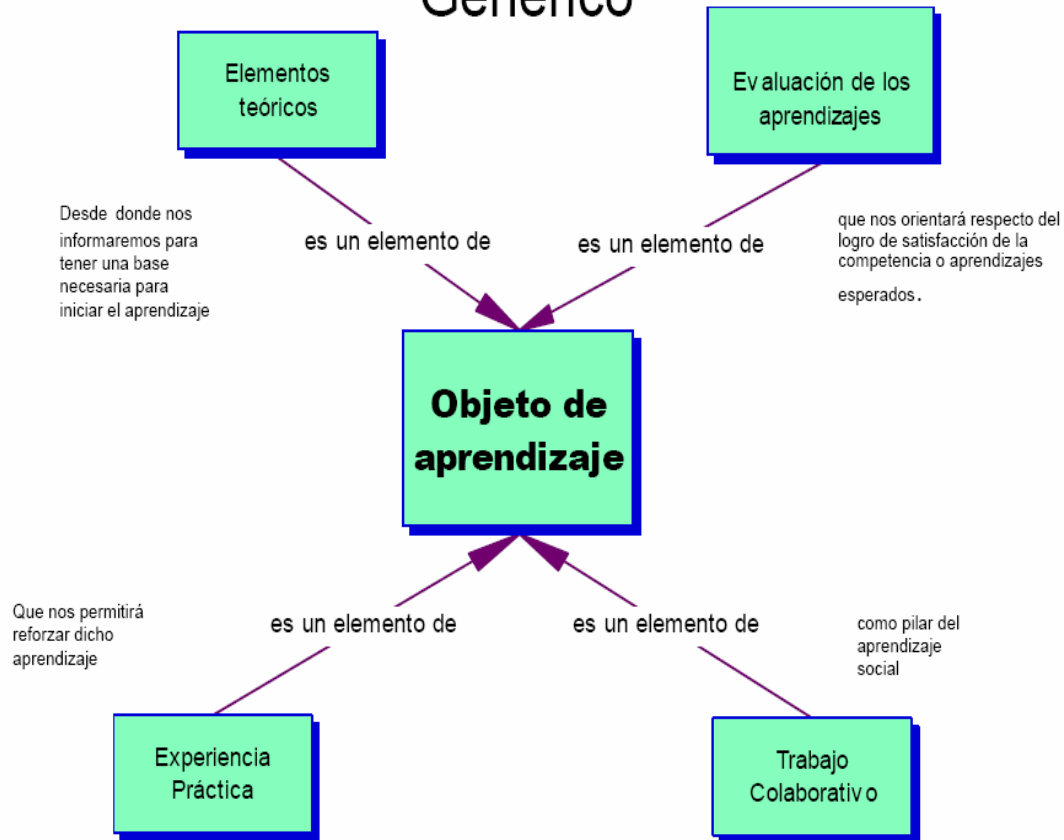 Genérico
Elementos
teóricos
Evaluación de los
aprendizajes
Desde donde nos
informaremos para
tener una base
necesaria para
iniciar el aprendizaje
es un elemento de
es un elemento de
que nos orientará respecto del
logro de satisfacción de la
competencia o aprendizajes
esperados.
Objeto de
aprendizaje
Que nos permitirá
reforzar dicho
aprendizaje
es un elemento de
es un elemento de
como pilar del
aprendizaje
social
Experiencia
Práctica
Trabajo
Colaborativo